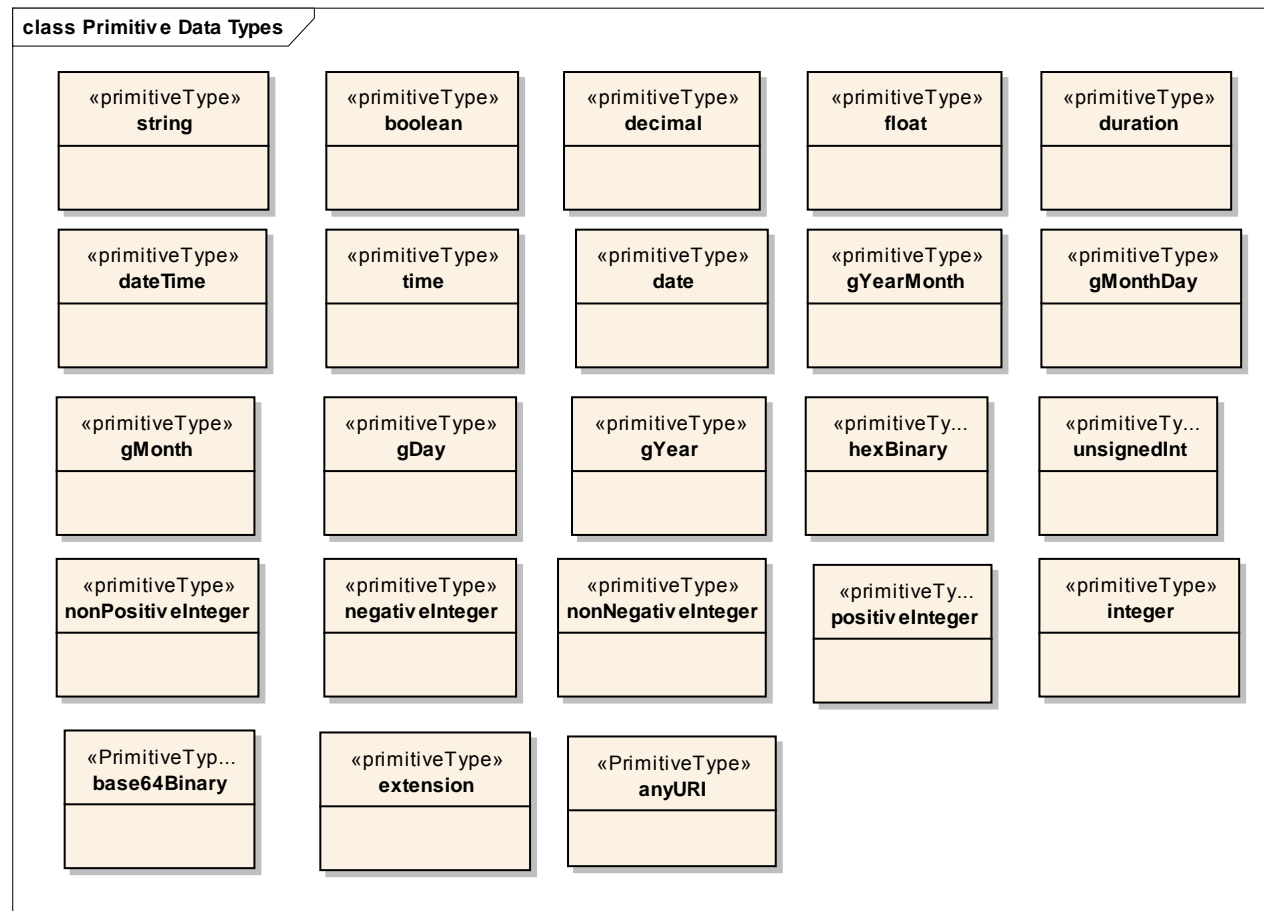 class Primitive Data Types
«primitiveType»
string
«primitiveType»
boolean
«primitiveType»
decimal
«primitiveType»
float
«primitiveType»
duration
«primitiveType»
dateTime
«primitiveType»
time
«primitiveType»
date
«primitiveType»
gYearMonth
«primitiveType»
gMonthDay
«primitiveType»
gMonth
«primitiveType»
gDay
«primitiveType»
gYear
«primitiveTy...
hexBinary
«primitiveTy...
unsignedInt
«primitiveType»
nonPositiveInteger
«primitiveType»
negativeInteger
«primitiveType»
nonNegativeInteger
«primitiveTy...
positiveInteger
«primitiveType»
integer
«PrimitiveTyp...
base64Binary
«primitiveType»
extension
«PrimitiveType»
anyURI